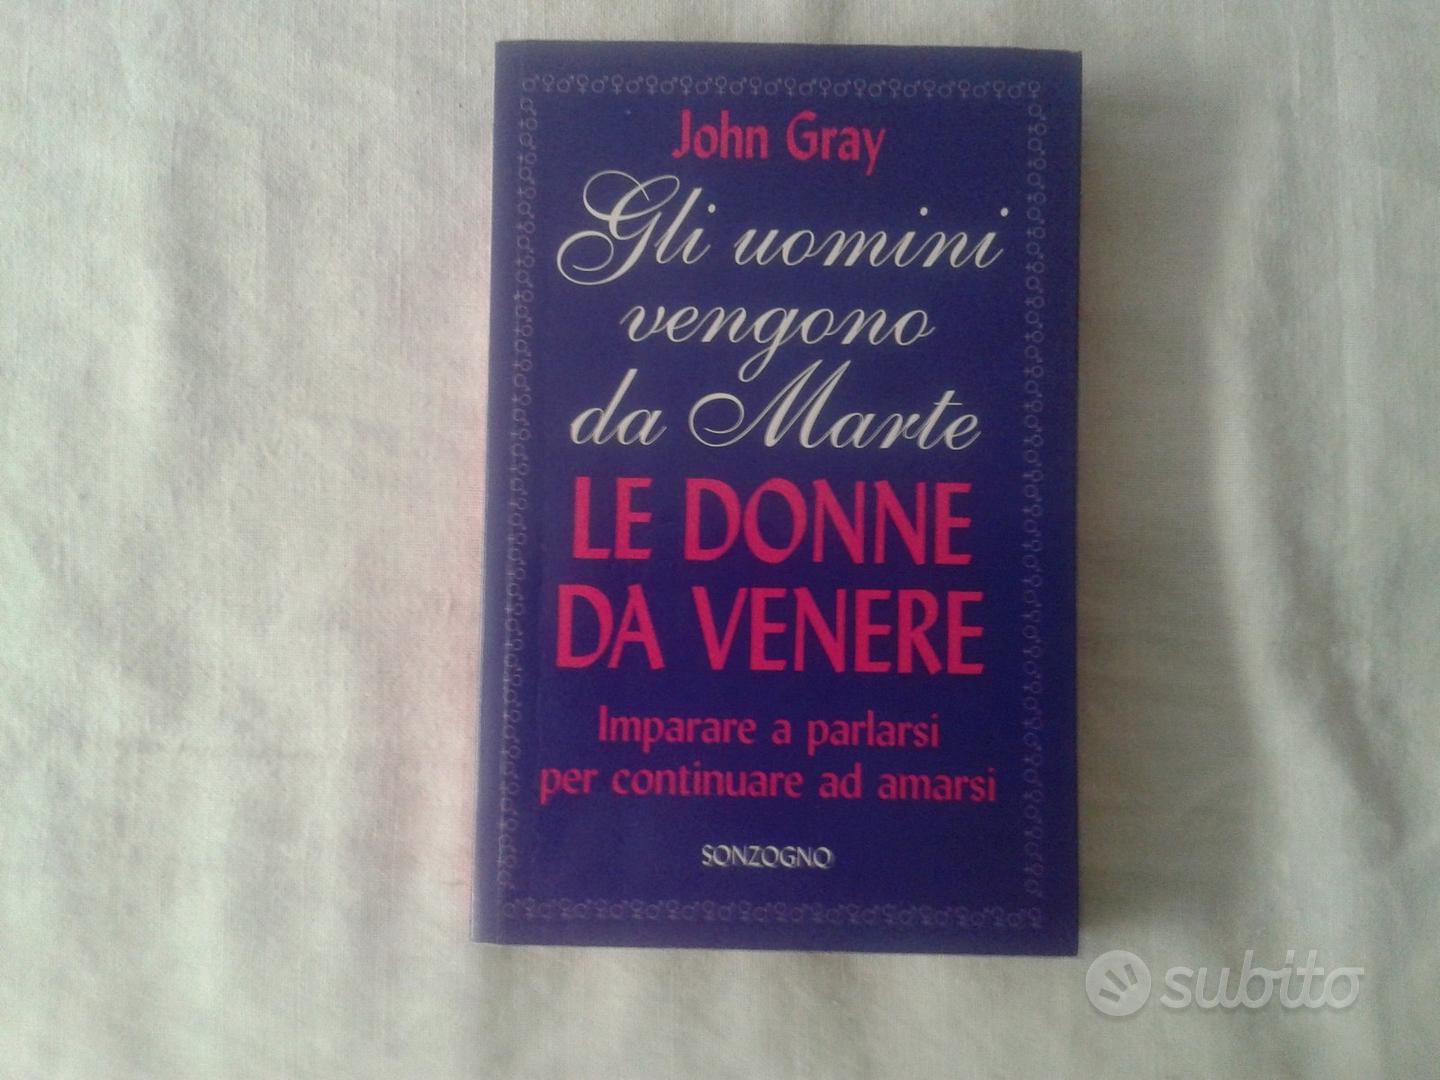 John Gray
Gli uomini
vengono
da Marte
LE DONNE
DA VENERE
Imparare a parlarsi
per continuare ad amarsi
SONZOGNO
subito